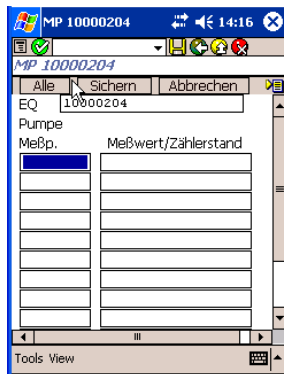 MP 10000204 14:16
MP 10000204
Alle Sichern Abbrechen
EQ 10000204
Pumpe
Meßp. Meßwert/Zählerstand
Tools View